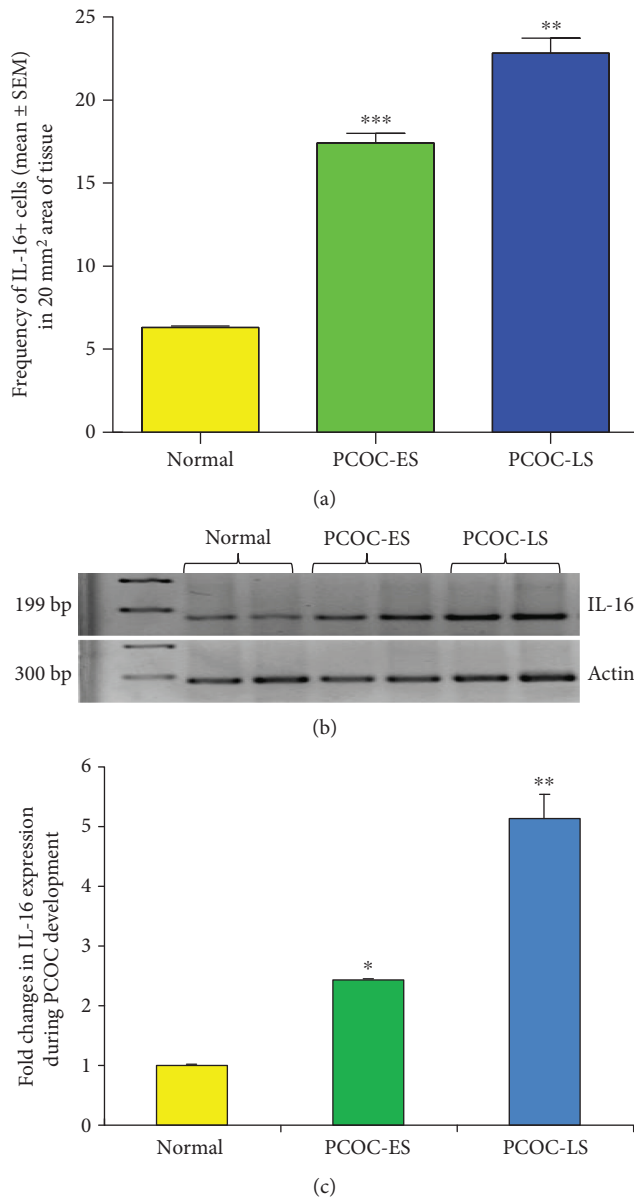 Frequency of IL-16+ cells (mean ± SEM)
in 20 mm² area of tissue
25
20
15
10
5
0
***
**
Normal
PCOC-ES
PCOC-LS
(a)
Normal
PCOC-ES
PCOC-LS
199 bp
IL-16
300 bp
Actin
(b)
Fold changes in IL-16 expression
during PCOC development
6
5
4
3
2
1
0
*
**
Normal
PCOC-ES
PCOC-LS
(c)